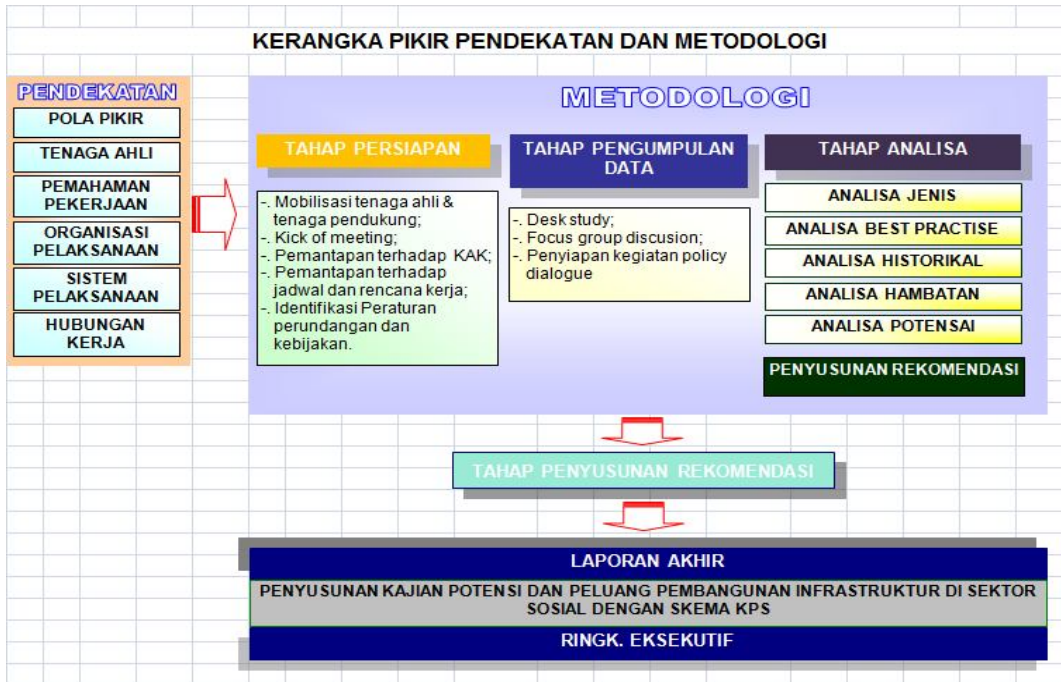 KERANGKA PIKIR PENDEKATAN DAN METODOLOGI
PENDEKATAN
POLA PIKIR
TENAGA AHLI
PEMAHAMAN
PEKERJAAN
ORGANISASI
PELAKSANAAN
SISTEM
PELAKSANAAN
HUBUNGAN
KERJA
METODOLOGI
TAHAP PERSIAPAN
-. Mobilisasi tenaga ahli &
tenaga pendukung;
-. Kick of meeting;
-. Pemantapan terhadap KAK;
-. Pemantapan terhadap
jadwal dan rencana kerja;
-. Identifikasi Peraturan
perundangan dan
kebijakan.
TAHAP PENGUMPULAN
DATA
-. Desk study;
-. Focus group discusion;
-. Penyiapan kegiatan policy
dialogue
TAHAP ANALISA
ANALISA JENIS
ANALISA BEST PRACTISE
ANALISA HISTORIKAL
ANALISA HAMBATAN
ANALISA POTENSAI
PENYUSUNAN REKOMENDASI
TAHAP PENYUSUNAN REKOMENDASI
LAPORAN AKHIR
PENYUSUNAN KAJIAN POTENSI DAN PELUANG PEMBANGUNAN INFRASTRUKTUR DI SEKTOR
SOSIAL DENGAN SKEMA KPS
RINGK. EKSEKUTIF